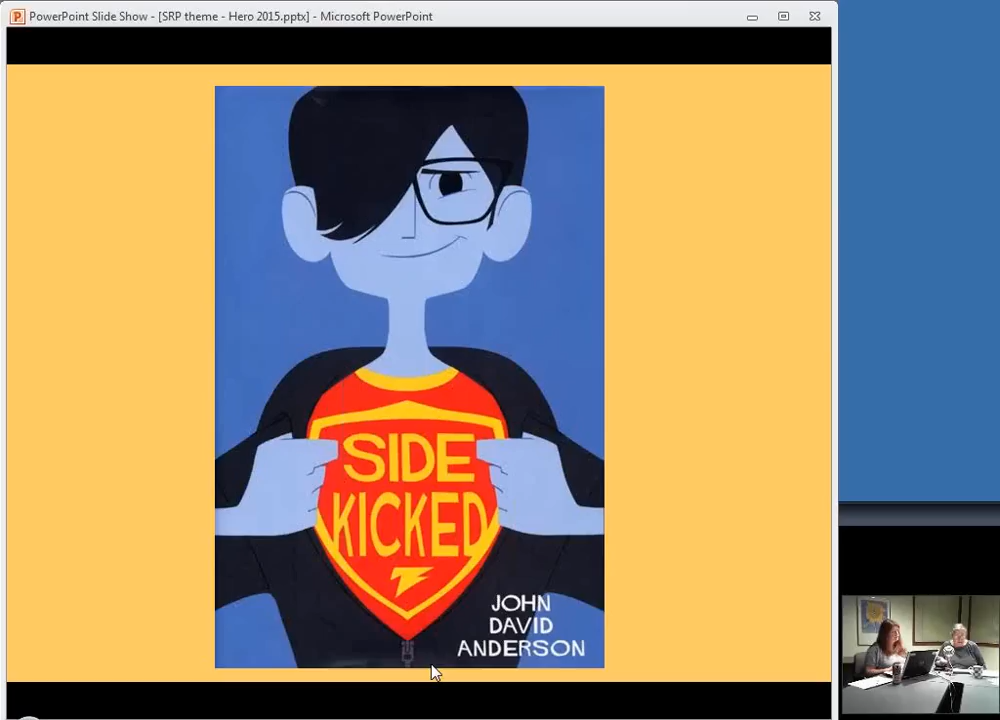 PowerPoint Slide Show - [SRP theme - Hero 2015.pptx] - Microsoft PowerPoint
SIDE
KICKED
JOHN
DAVID
ANDERSON